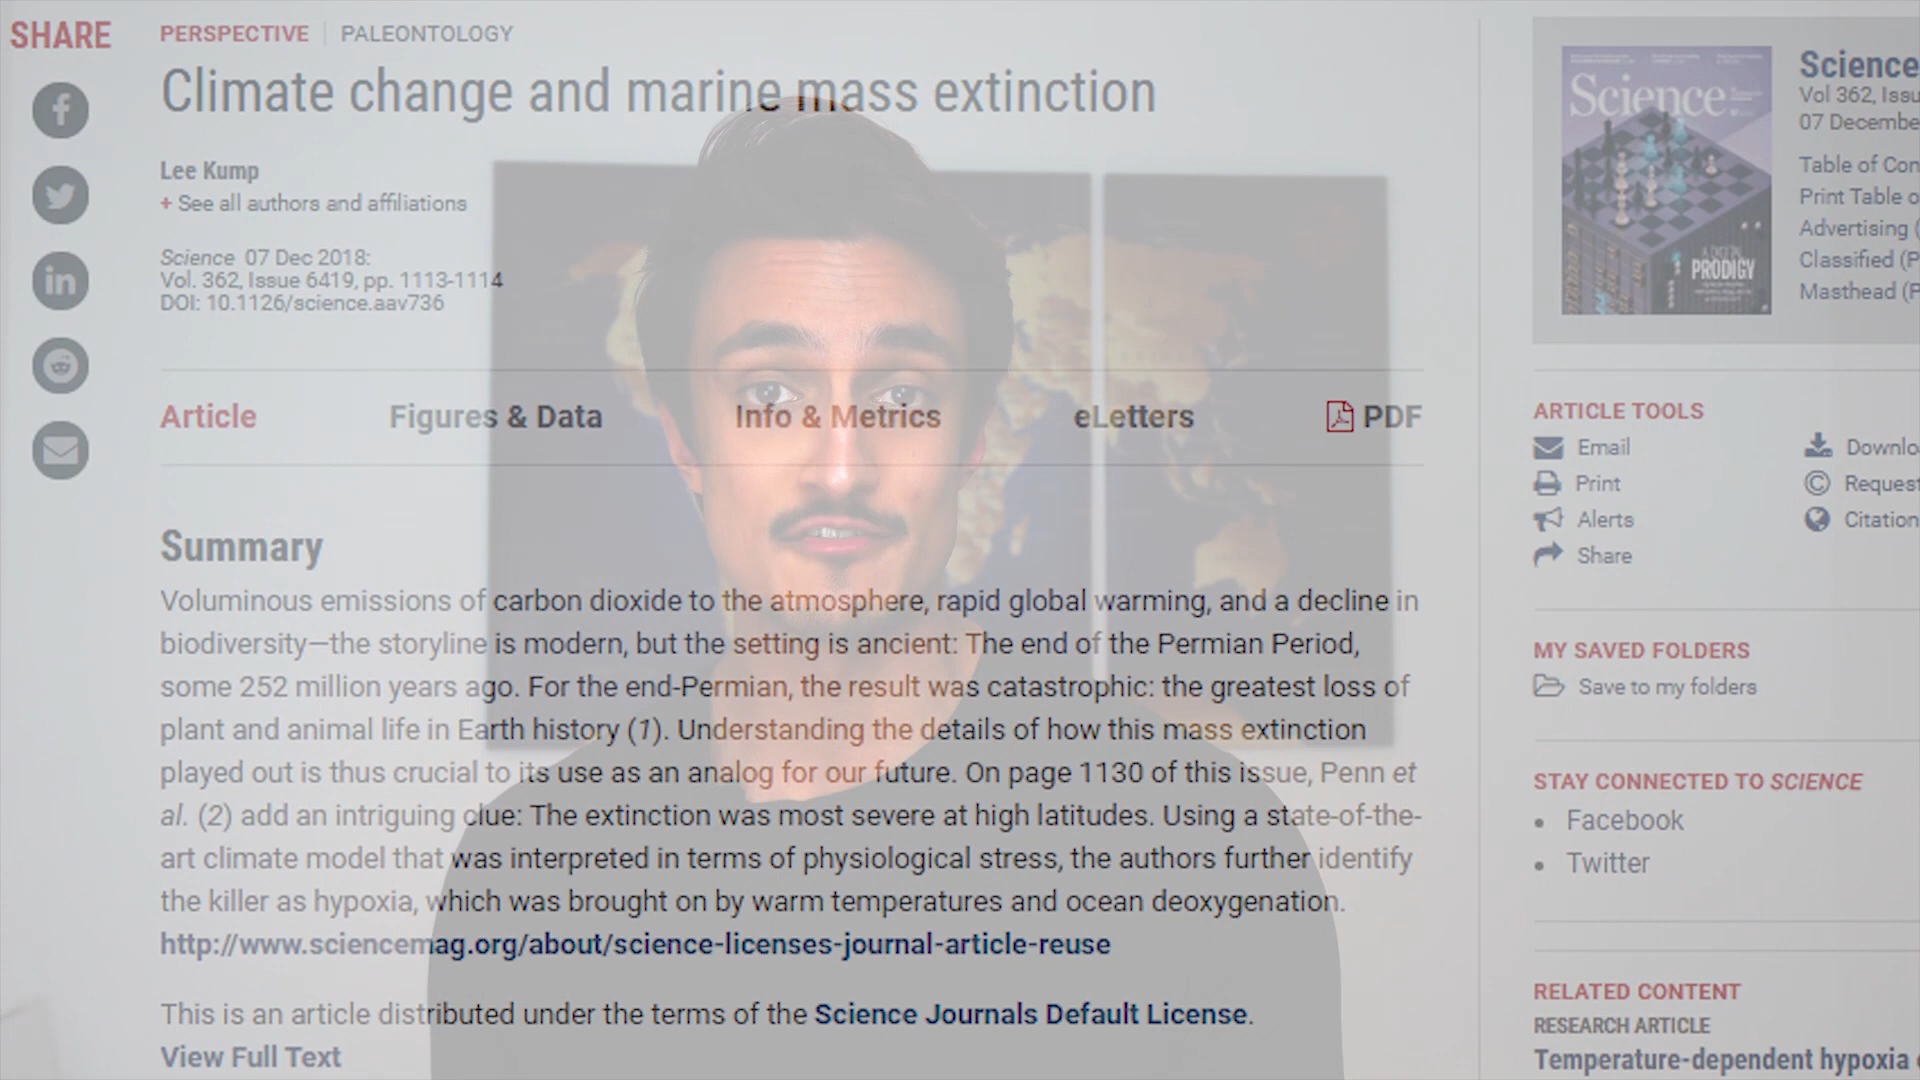 SHARE
PERSPECTIVE PALEONTOLOGY
Climate change and marine mass extinction
Lee Kump
+ See all authors and affiliations
Science 07 Dec 2018:
Vol. 362, Issue 6419, pp. 1113-1114
DOI: 10.1126/science.aav736
Article Figures & Data Info & Metrics eLetters PDF
Summary
Voluminous emissions of carbon dioxide to the atmosphere, rapid global warming, and a decline in
biodiversity—the storyline is modern, but the setting is ancient: The end of the Permian Period,
some 252 million years ago. For the end-Permian, the result was catastrophic: the greatest loss of
plant and animal life in Earth history (1). Understanding the details of how this mass extinction
played out is thus crucial to its use as an analog for our future. On page 1130 of this issue, Penn et
al. (2) add an intriguing clue: The extinction was most severe at high latitudes. Using a state-of-the-
art climate model that was interpreted in terms of physiological stress, the authors further identify
the killer as hypoxia, which was brought on by warm temperatures and ocean deoxygenation.
http://www.sciencemag.org/about/science-licenses-journal-article-reuse
This is an article distributed under the terms of the Science Journals Default License.
View Full Text
Science
A DIGITAL
PRODIGY
Science
Vol 362, Issu
07 Decembe
Table of Con
Print Table o
Advertising (
Classified (P
Masthead (P
ARTICLE TOOLS
Email Downlo
Print Request
Alerts Citation
Share
MY SAVED FOLDERS
Save to my folders
STAY CONNECTED TO SCIENCE
Facebook
Twitter
RELATED CONTENT
RESEARCH ARTICLE
Temperature-dependent hypoxia